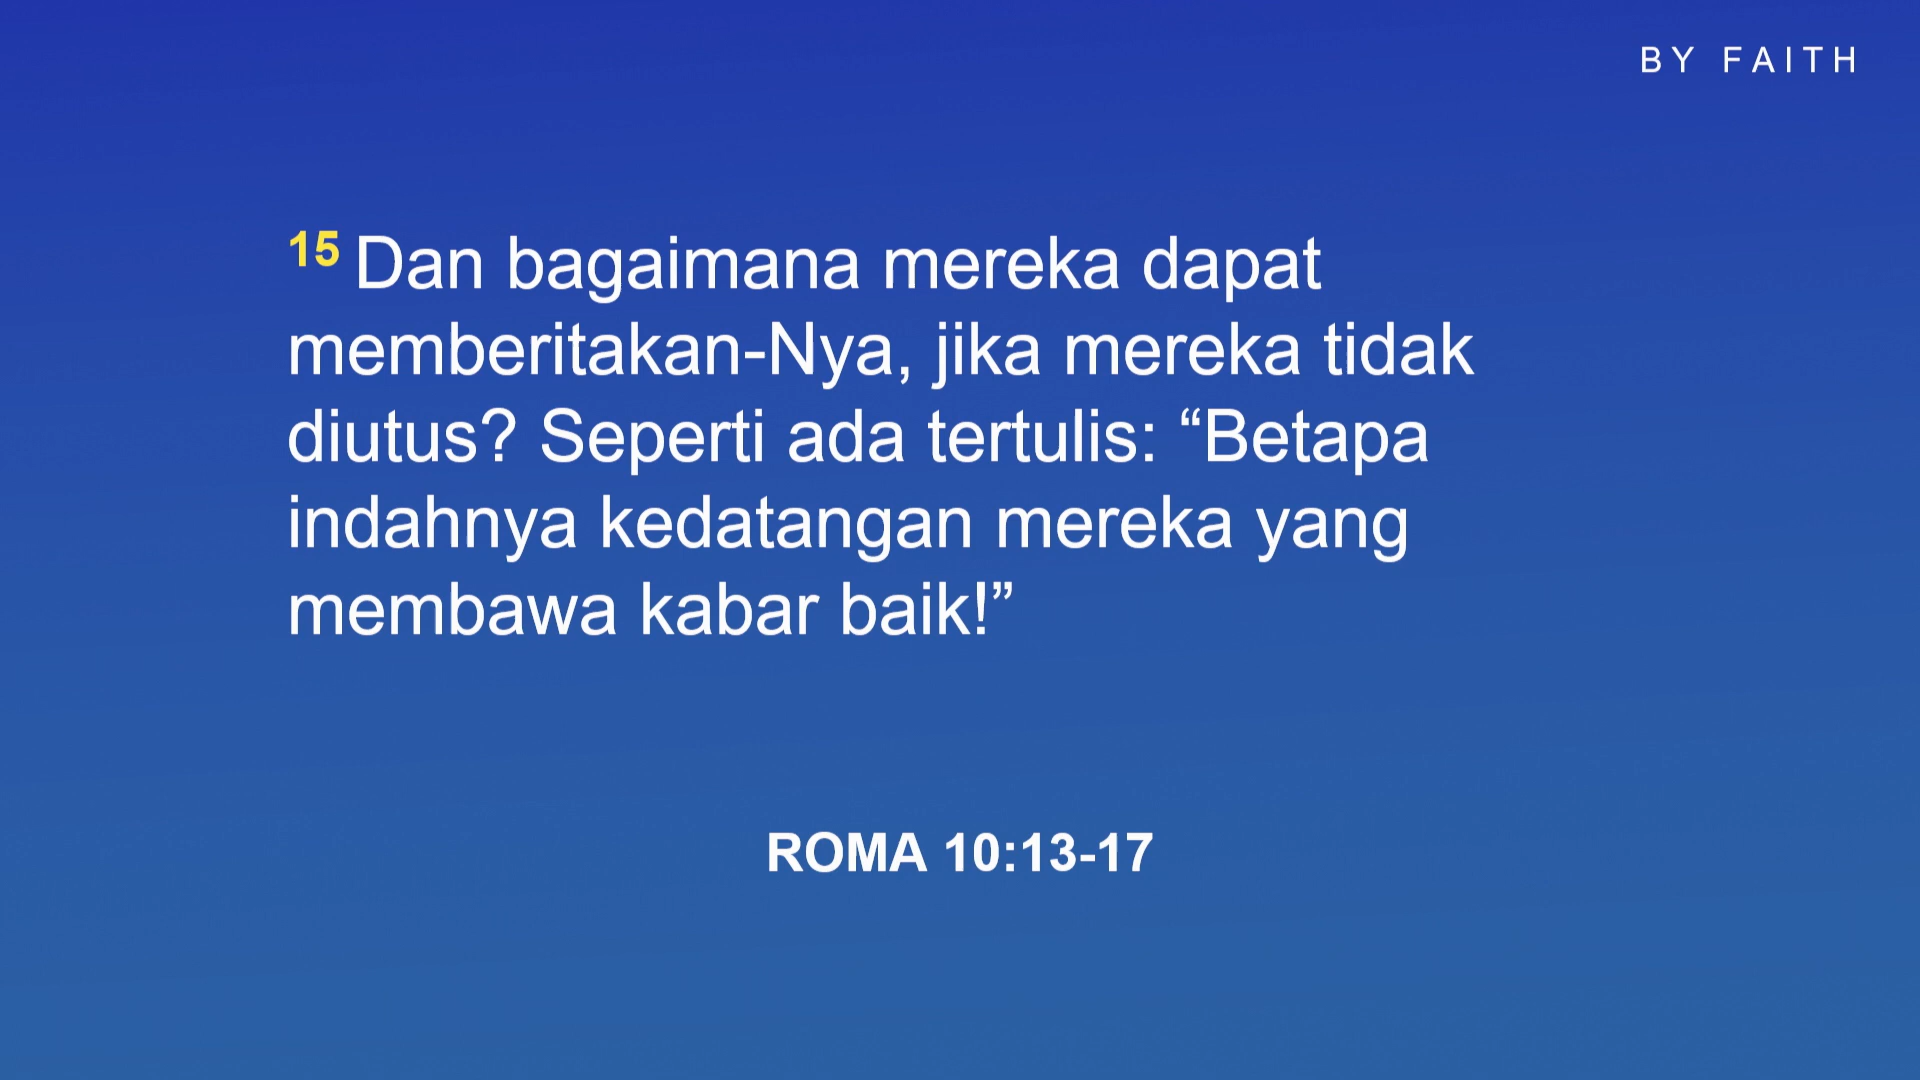 BY FAITH
15 Dan bagaimana mereka dapat
memberitakan-Nya, jika mereka tidak
diutus? Seperti ada tertulis: “Betapa
indahnya kedatangan mereka yang
membawa kabar baik!”
ROMA 10:13-17